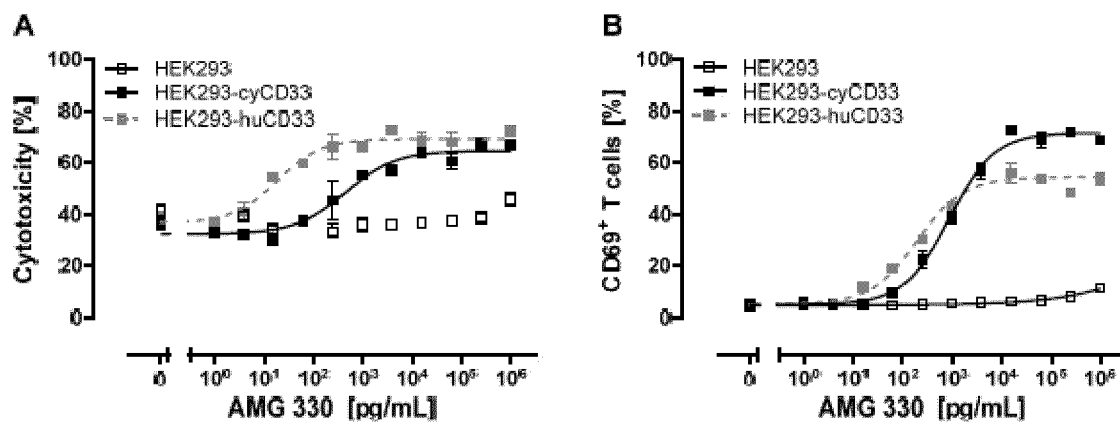 A
Cytotoxicity [%]
100
80
60
40
20
0
HEK293
HEK293-cyCD33
HEK293-huCD33
0 10⁰ 10¹ 10² 10³ 10⁴ 10⁵ 10⁶
AMG 330 [pg/mL]
B
CD69⁺ T cells [%]
100
80
60
40
20
0
HEK293
HEK293-cyCD33
HEK293-huCD33
0 10⁰ 10¹ 10² 10³ 10⁴ 10⁵ 10⁶
AMG 330 [pg/mL]